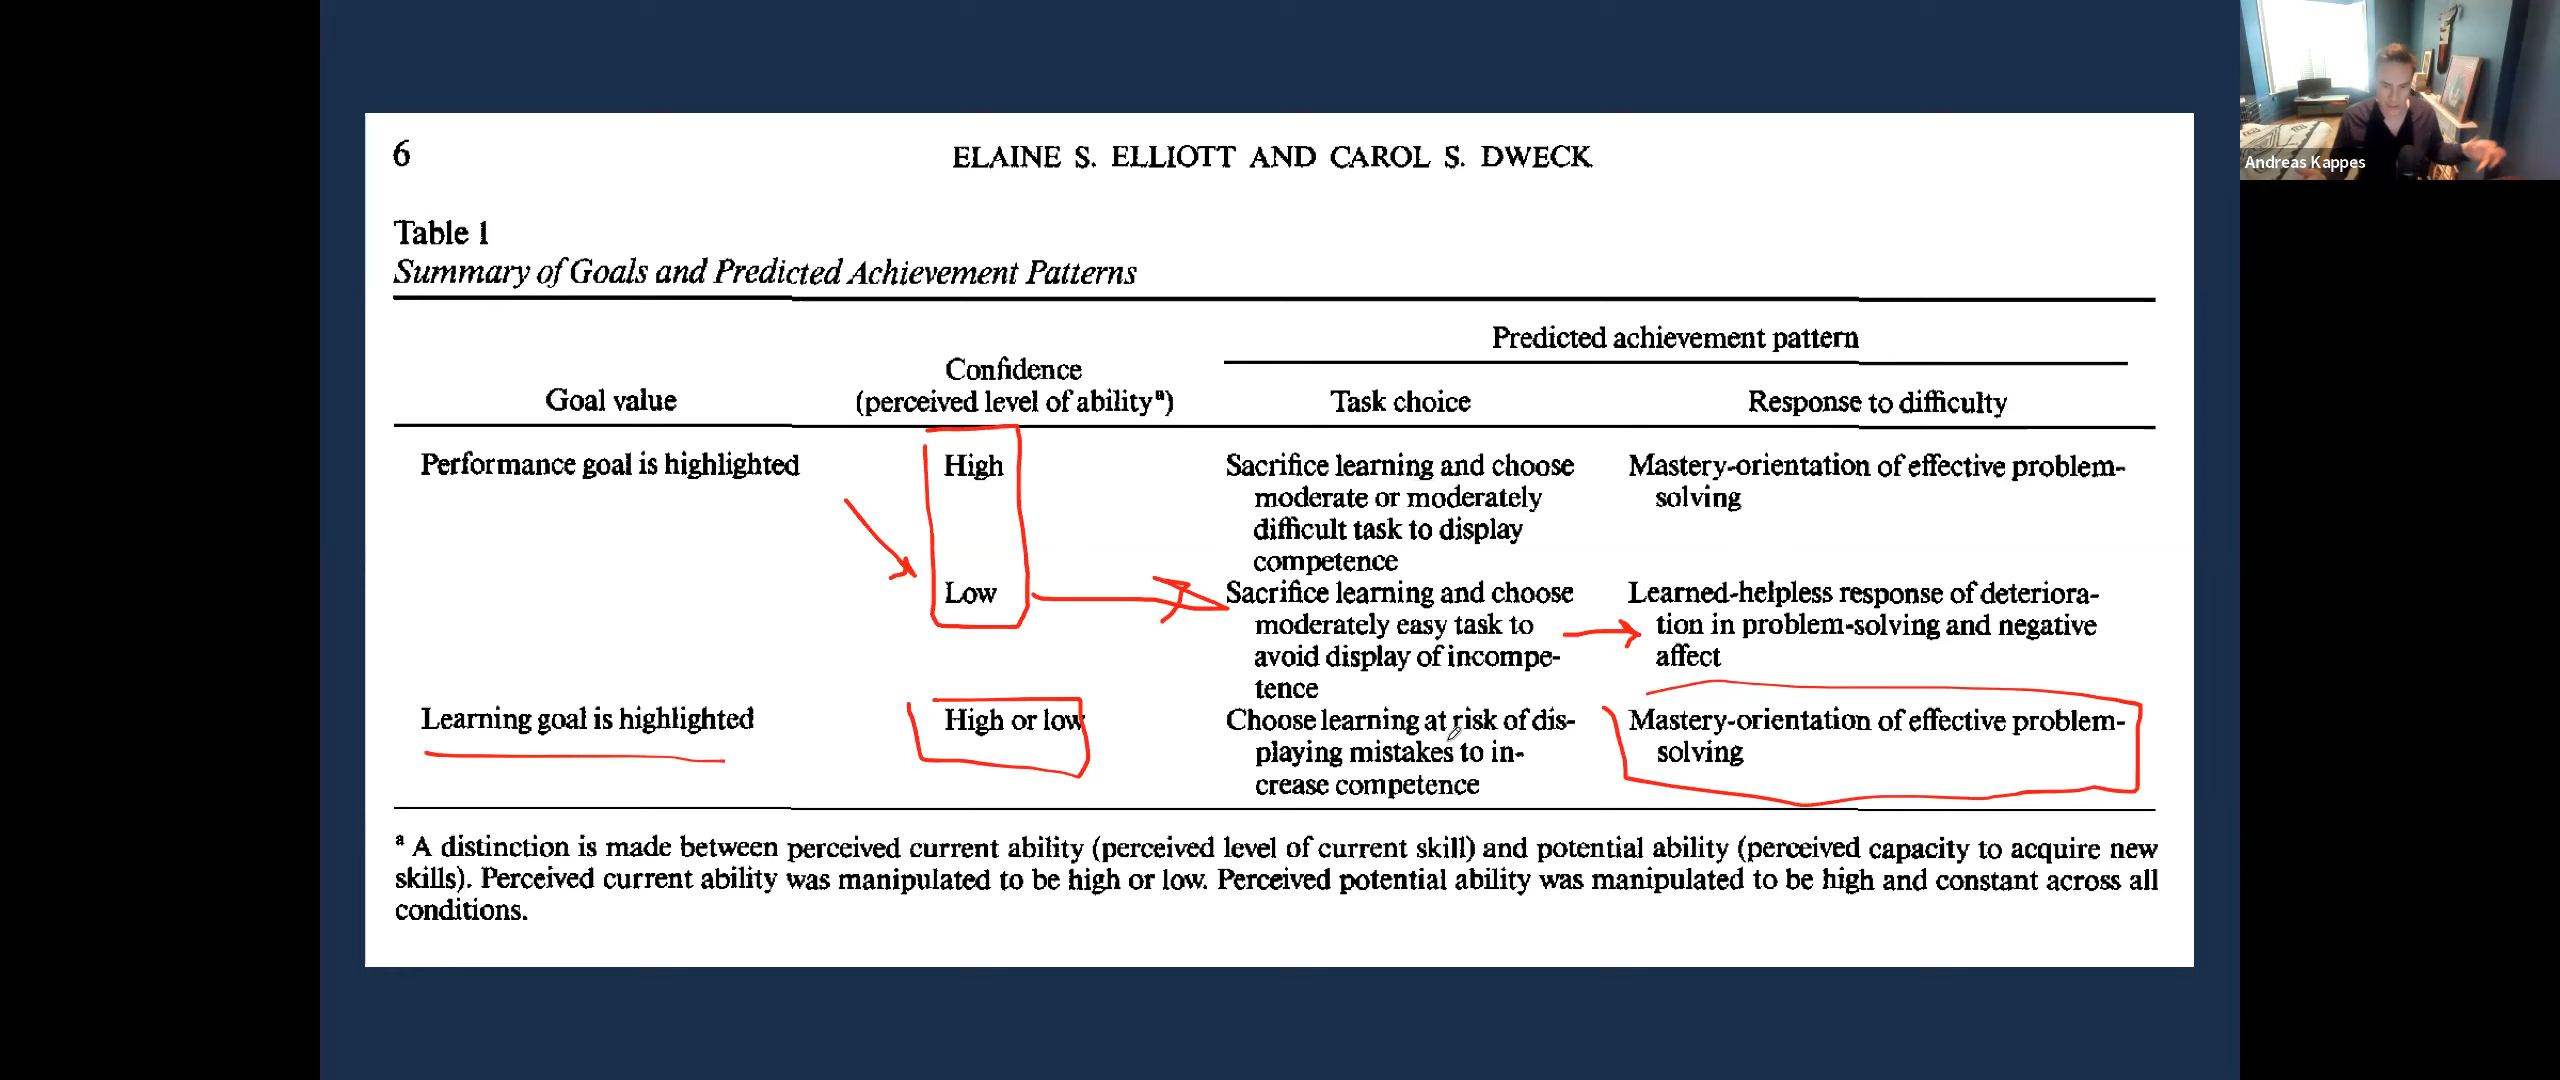 Andreas Kappes
6
ELAINE S. ELLIOTT AND CAROL S. DWECK
Table 1
Summary of Goals and Predicted Achievement Patterns
Predicted achievement pattern
Confidence
Goal value
(perceived level of abilityª)
Task choice
Response to difficulty
Performance goal is highlighted
High
Sacrifice learning and choose
moderate or moderately
difficult task to display
competence
Mastery-orientation of effective problem-
solving
Low
Sacrifice learning and choose
moderately easy task to
avoid display of incompe-
tence
Learned-helpless response of deteriora-
tion in problem-solving and negative
affect
Learning goal is highlighted
High or low
Choose learning at risk of dis-
playing mistakes to in-
crease competence
Mastery-orientation of effective problem-
solving
ª A distinction is made between perceived current ability (perceived level of current skill) and potential ability (perceived capacity to acquire new
skills). Perceived current ability was manipulated to be high or low. Perceived potential ability was manipulated to be high and constant across all
conditions.